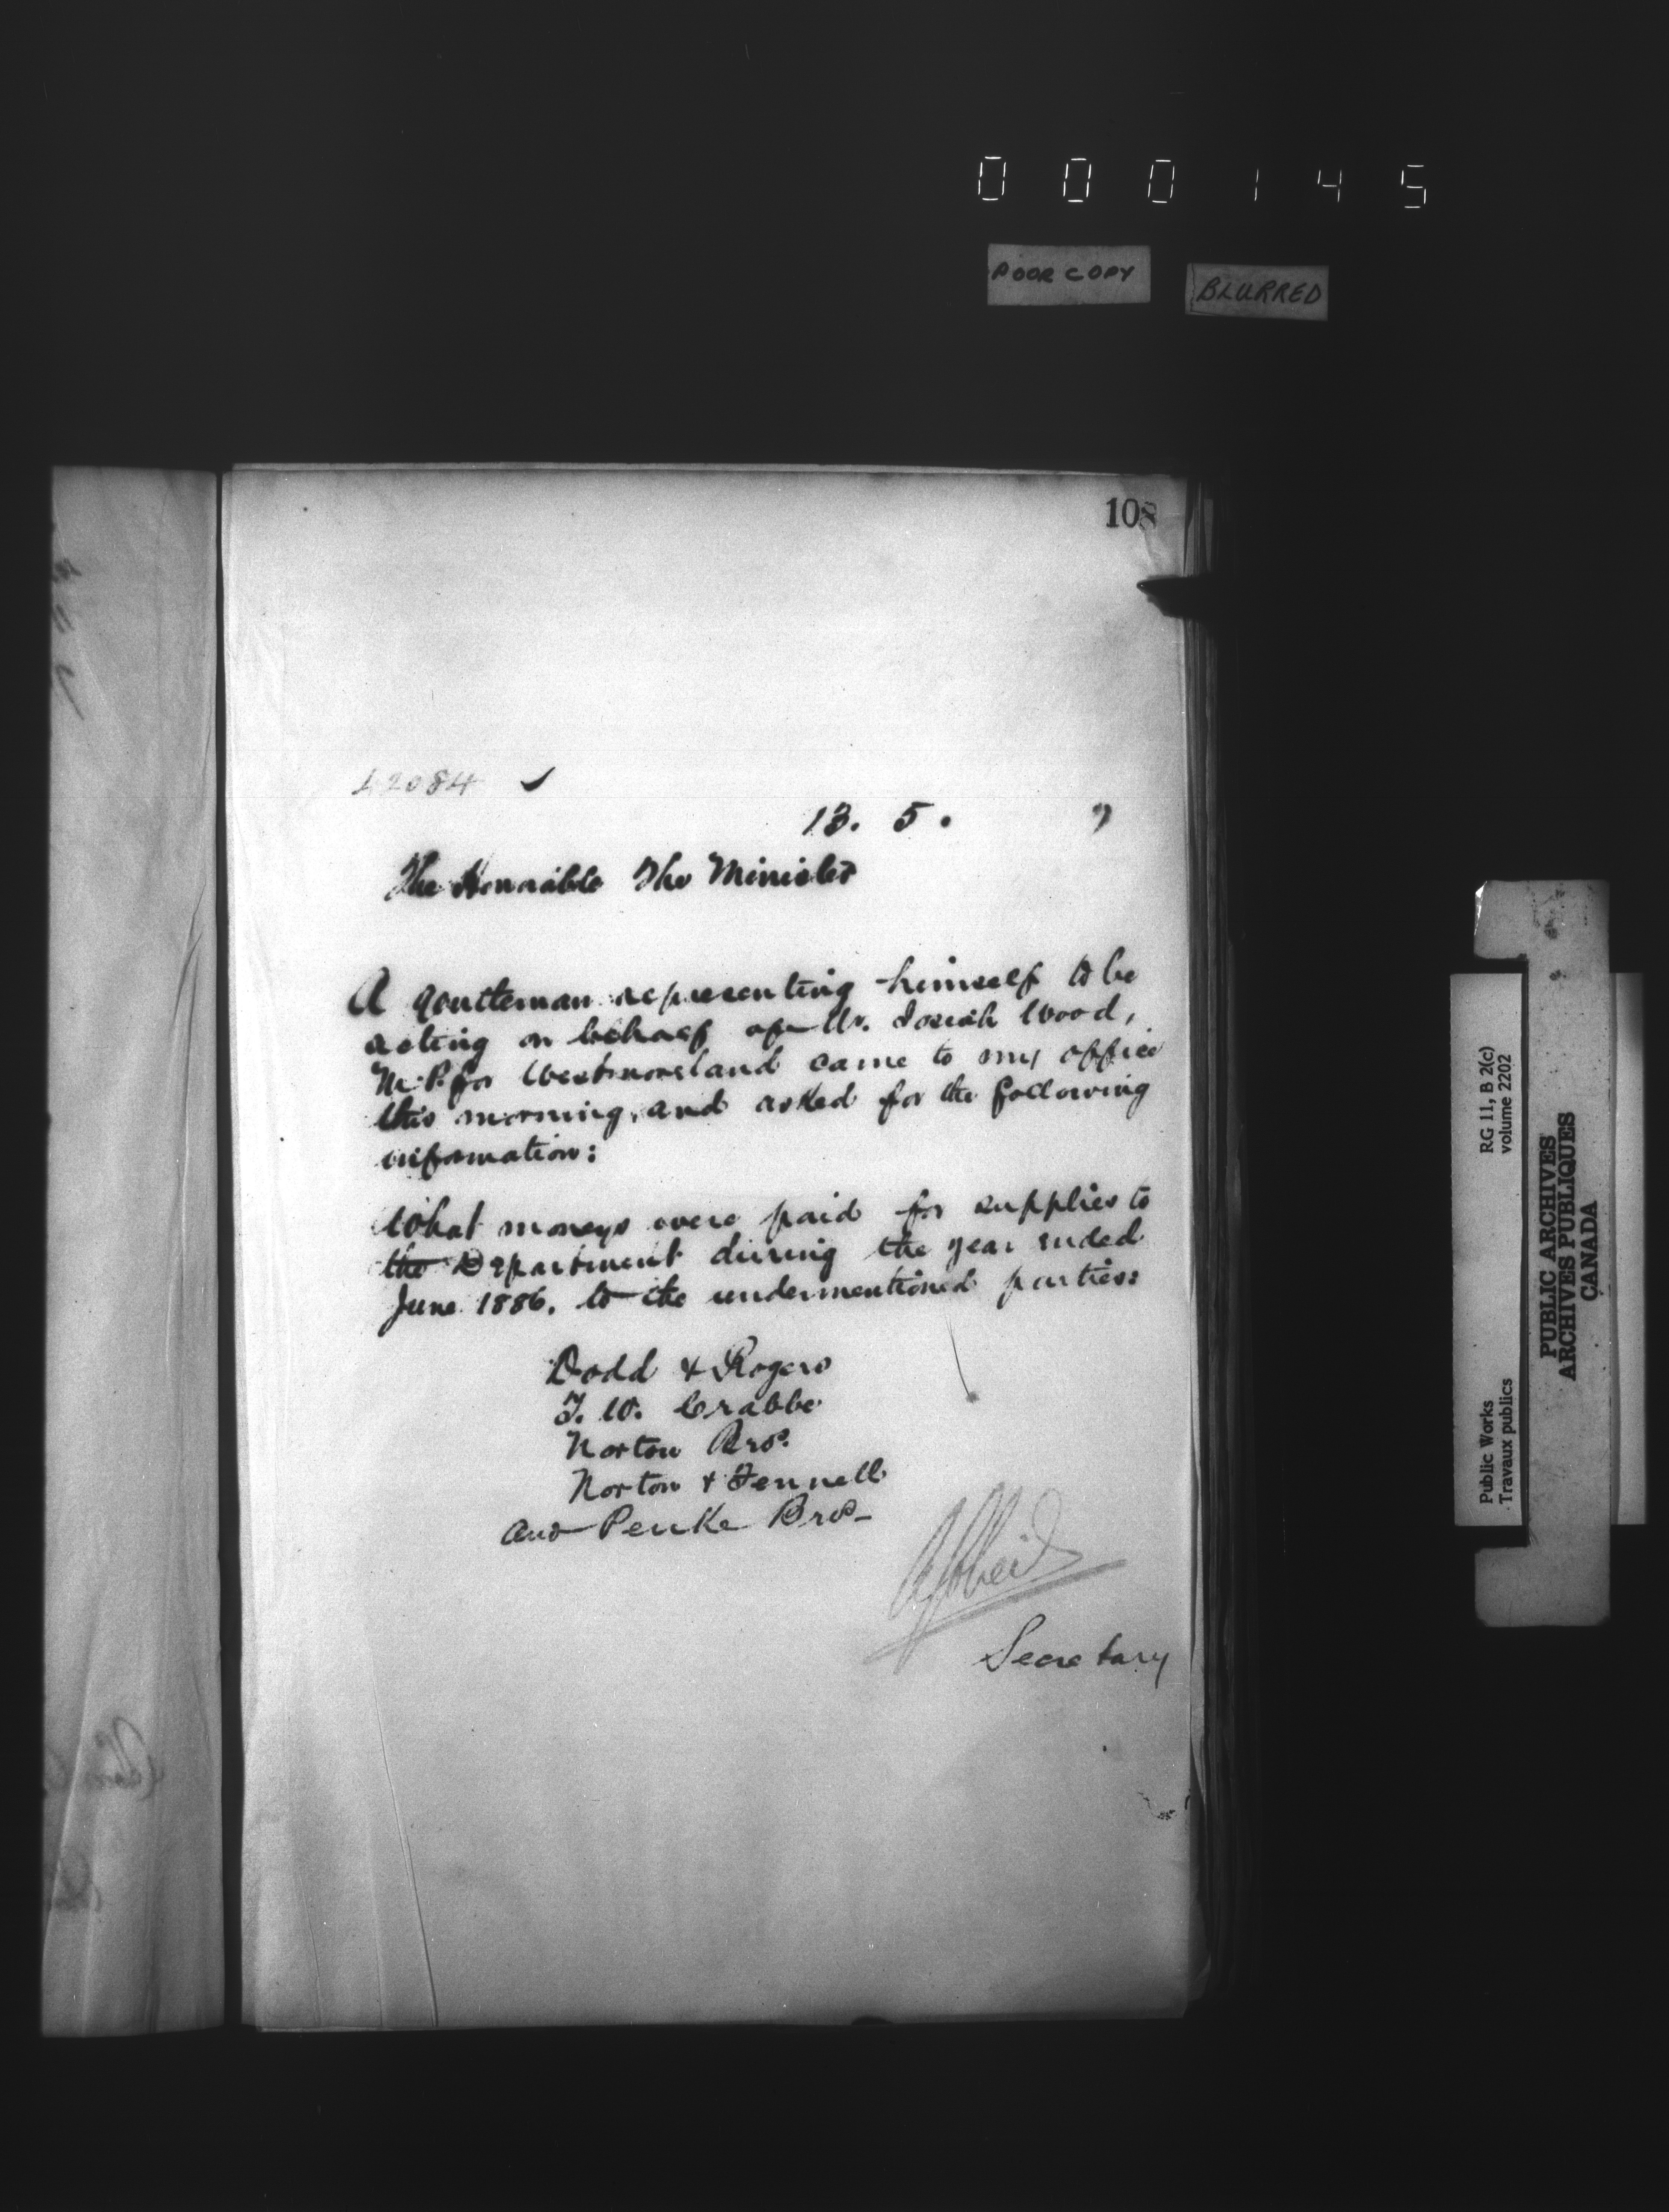 0 0 0 1 4 5
POOR COPY
BLURRED
108
L2084 ✓
13. 5. 7
The Honorable The Minister
A gentleman representing himself to be
acting on behalf of Mr. Josiah Wood,
M.P. for Westmoreland came to my office
this morning, and asked for the following
information:
What moneys were paid for supplies to
the Department during the year ended
June 1886. to the undermentioned parties:
Dodd & Rogers
T. W. Crabbe
Norton Bros.
Norton & Fennell
and Penke Bros-
Secretary
Public Works
Travaux publics
RG 11, B 2(c)
volume 2202
PUBLIC ARCHIVES
ARCHIVES PUBLIQUES
CANADA